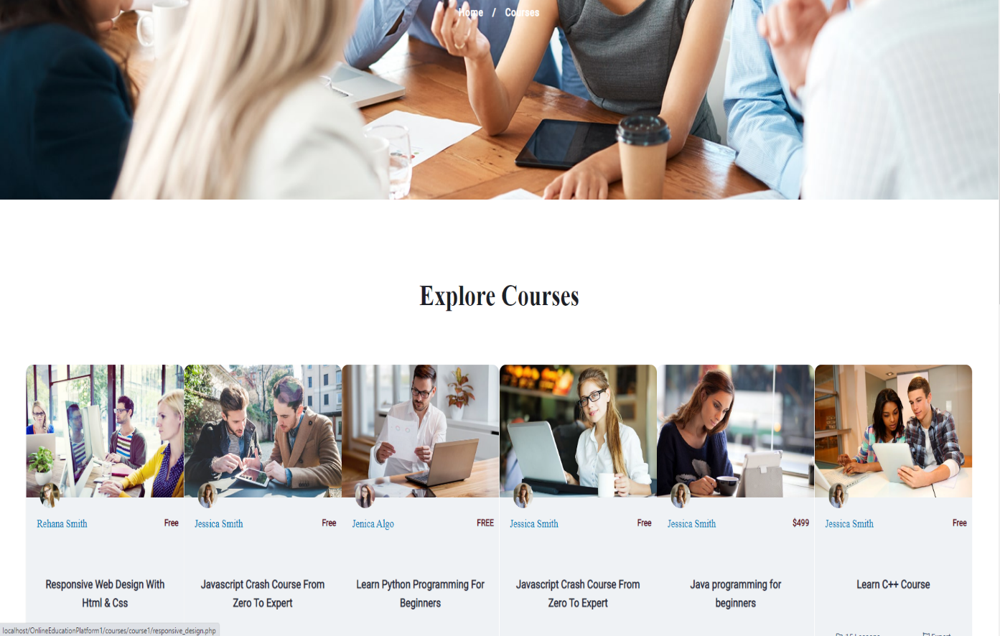 Home / Courses
Explore Courses
Rehana Smith Free
Jessica Smith Free
Jenica Algo FREE
Jessica Smith Free
Jessica Smith $499
Jessica Smith Free
Responsive Web Design With
Html & Css
Javascript Crash Course From
Zero To Expert
Learn Python Programming For
Beginners
Javascript Crash Course From
Zero To Expert
Java programming for
beginners
Learn C++ Course
15 Lessons Expert
localhost/OnlineEducationPlatform1/courses/course1/responsive_design.php